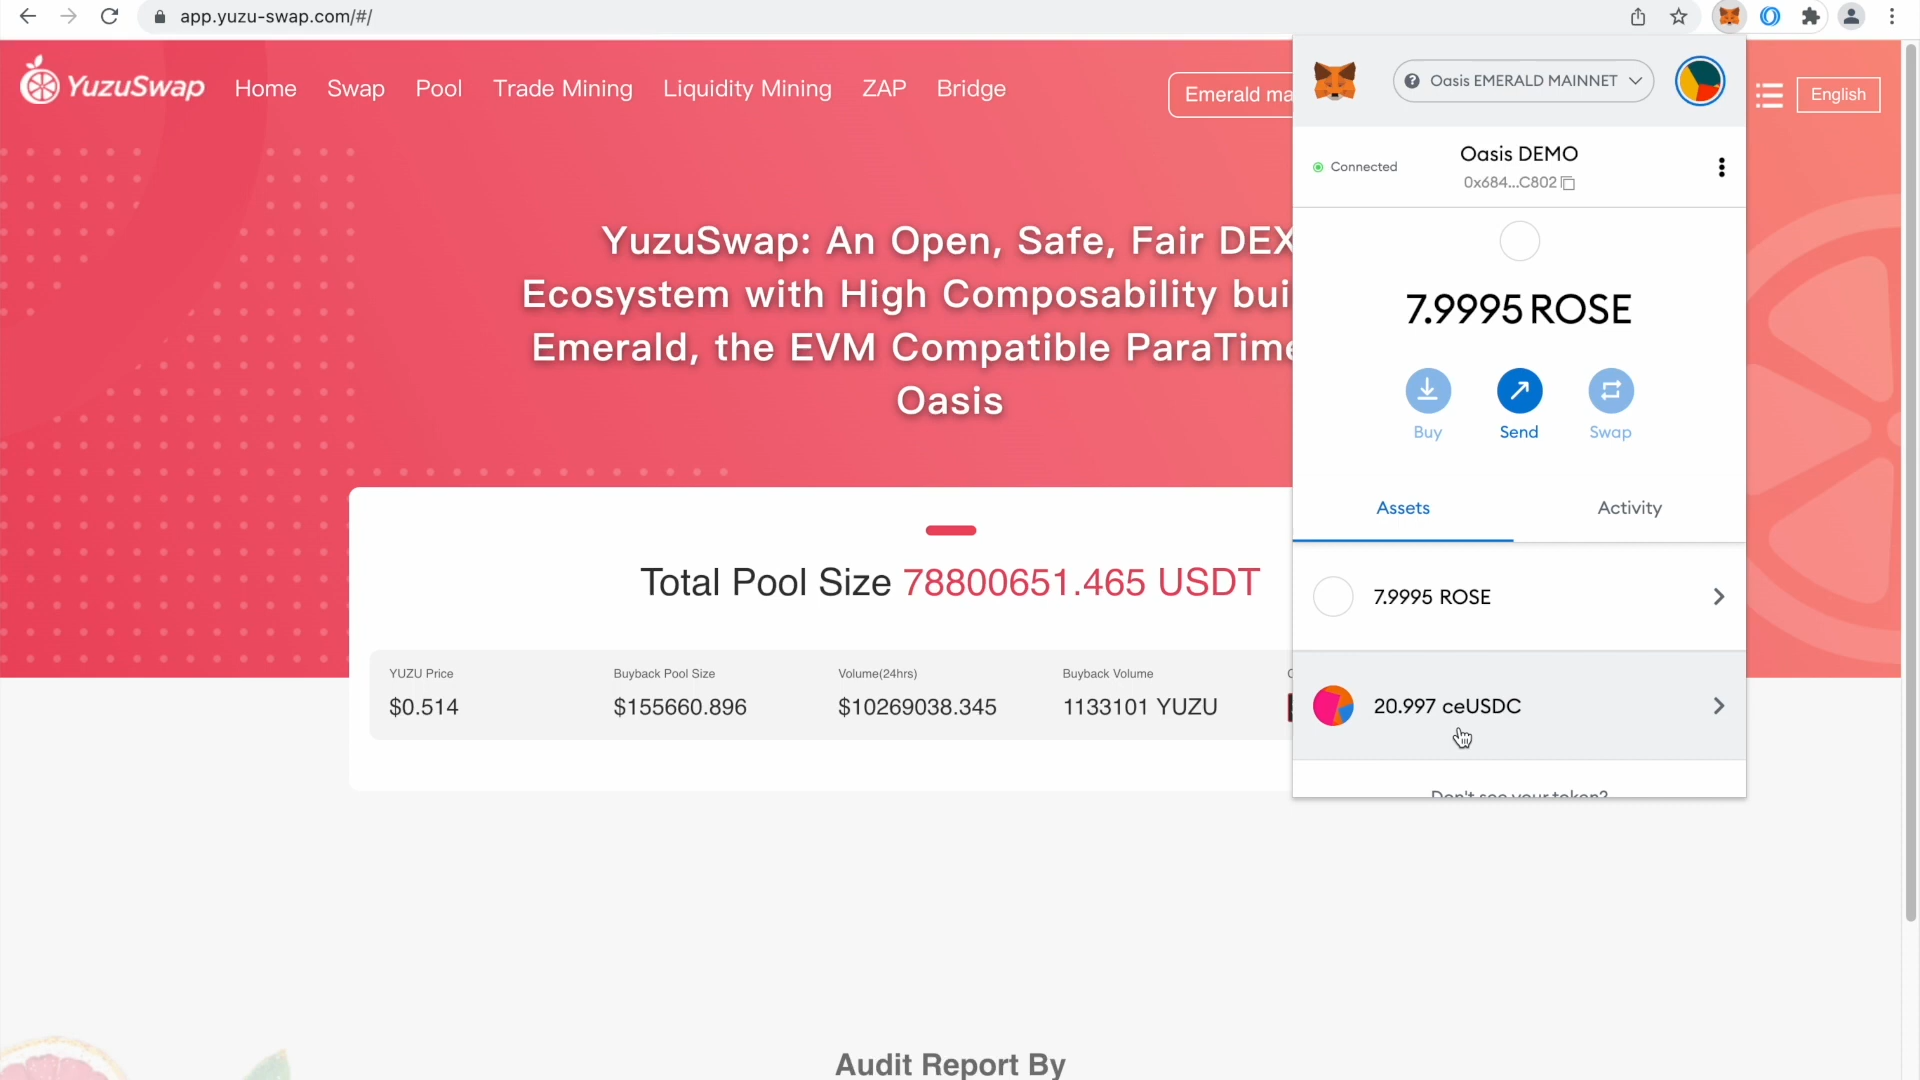 app.yuzu-swap.com/#/
YuzuSwap
Home
Swap
Pool
Trade Mining
Liquidity Mining
ZAP
Bridge
Emerald ma
English
YuzuSwap: An Open, Safe, Fair DEX
Ecosystem with High Composability bui
Emerald, the EVM Compatible ParaTime
Oasis
Total Pool Size 78800651.465 USDT
YUZU Price
$0.514
Buyback Pool Size
$155660.896
Volume(24hrs)
$10269038.345
Buyback Volume
1133101 YUZU
Audit Report By
Oasis EMERALD MAINNET
Connected
Oasis DEMO
0x684...C802
7.9995 ROSE
Buy
Send
Swap
Assets
Activity
7.9995 ROSE
20.997 ceUSDC
Don't see your token?